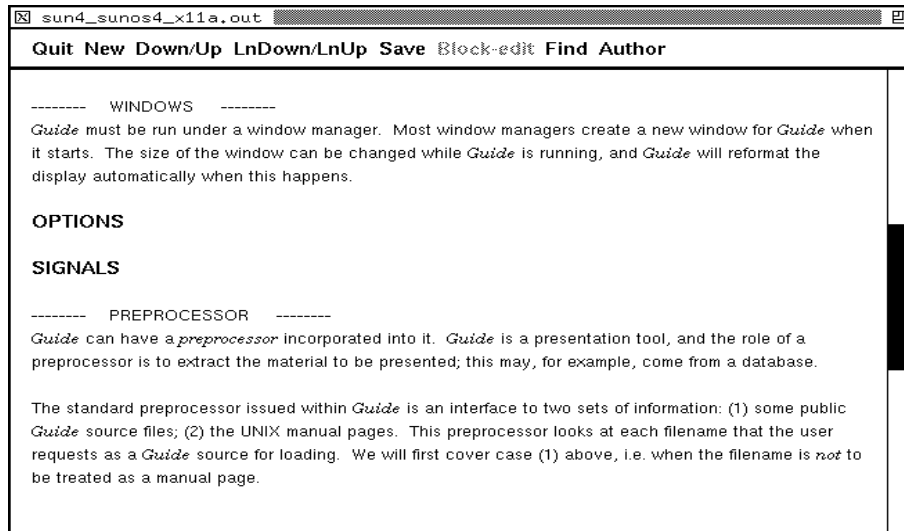 sun4_sunos4_x11a.out
Quit New Down/Up LnDown/LnUp Save Block-edit Find Author
-------- WINDOWS --------
Guide must be run under a window manager. Most window managers create a new window for Guide when
it starts. The size of the window can be changed while Guide is running, and Guide will reformat the
display automatically when this happens.
OPTIONS
SIGNALS
-------- PREPROCESSOR --------
Guide can have a preprocessor incorporated into it. Guide is a presentation tool, and the role of a
preprocessor is to extract the material to be presented; this may, for example, come from a database.
The standard preprocessor issued within Guide is an interface to two sets of information: (1) some public
Guide source files; (2) the UNIX manual pages. This preprocessor looks at each filename that the user
requests as a Guide source for loading. We will first cover case (1) above, i.e. when the filename is not to
be treated as a manual page.